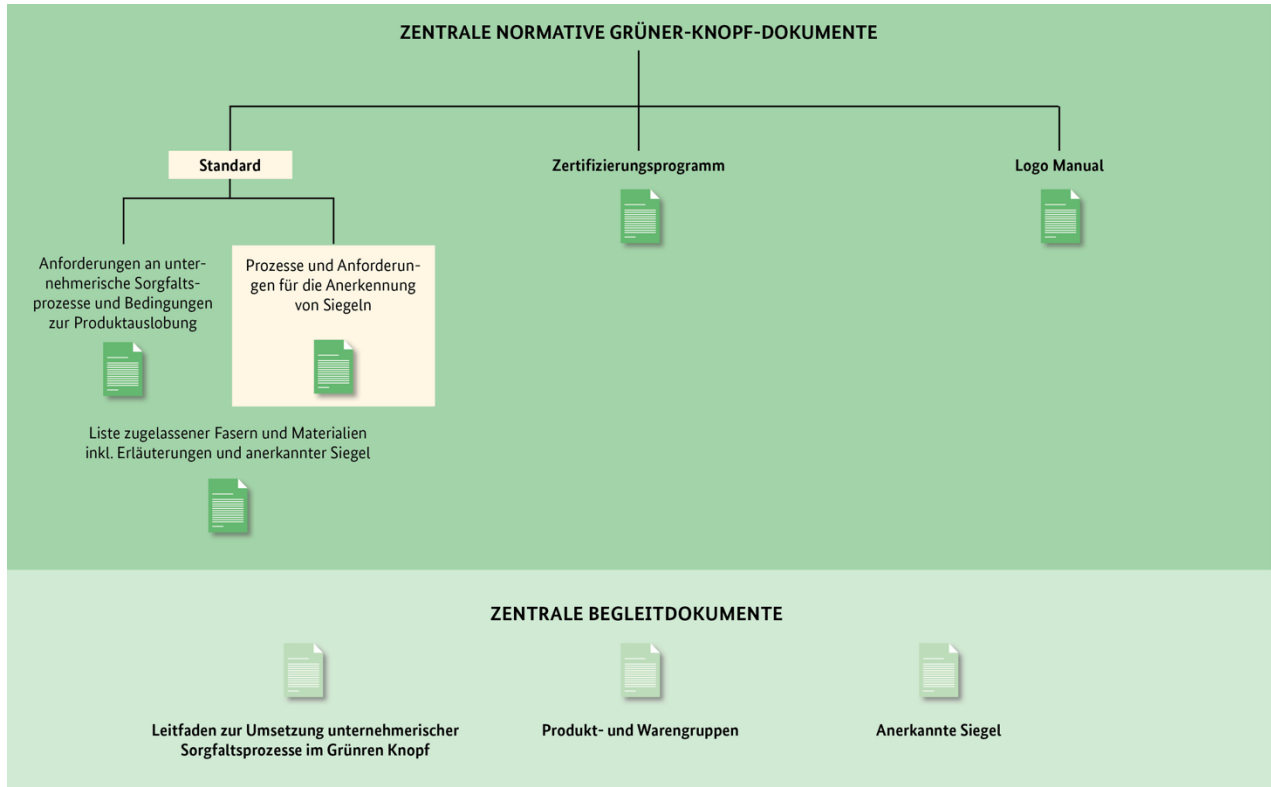 ZENTRALE NORMATIVE GRÜNER-KNOPF-DOKUMENTE
Standard
Zertifizierungsprogramm
Logo Manual
Anforderungen an unter-
nehmerische Sorgfalts-
prozesse und Bedingungen
zur Produktauslobung
Prozesse und Anforderun-
gen für die Anerkennung
von Siegeln
Liste zugelassener Fasern und Materialien
inkl. Erläuterungen und anerkannter Siegel
ZENTRALE BEGLEITDOKUMENTE
Leitfaden zur Umsetzung unternehmerischer
Sorgfaltsprozesse im Grünren Knopf
Produkt- und Warengruppen
Anerkannte Siegel